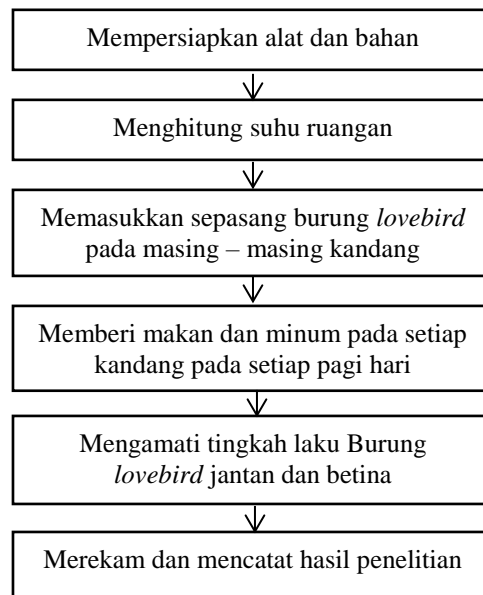 Mempersiapkan alat dan bahan
Menghitung suhu ruangan
Memasukkan sepasang burung lovebird
pada masing – masing kandang
Memberi makan dan minum pada setiap
kandang pada setiap pagi hari
Mengamati tingkah laku Burung
lovebird jantan dan betina
Merekam dan mencatat hasil penelitian